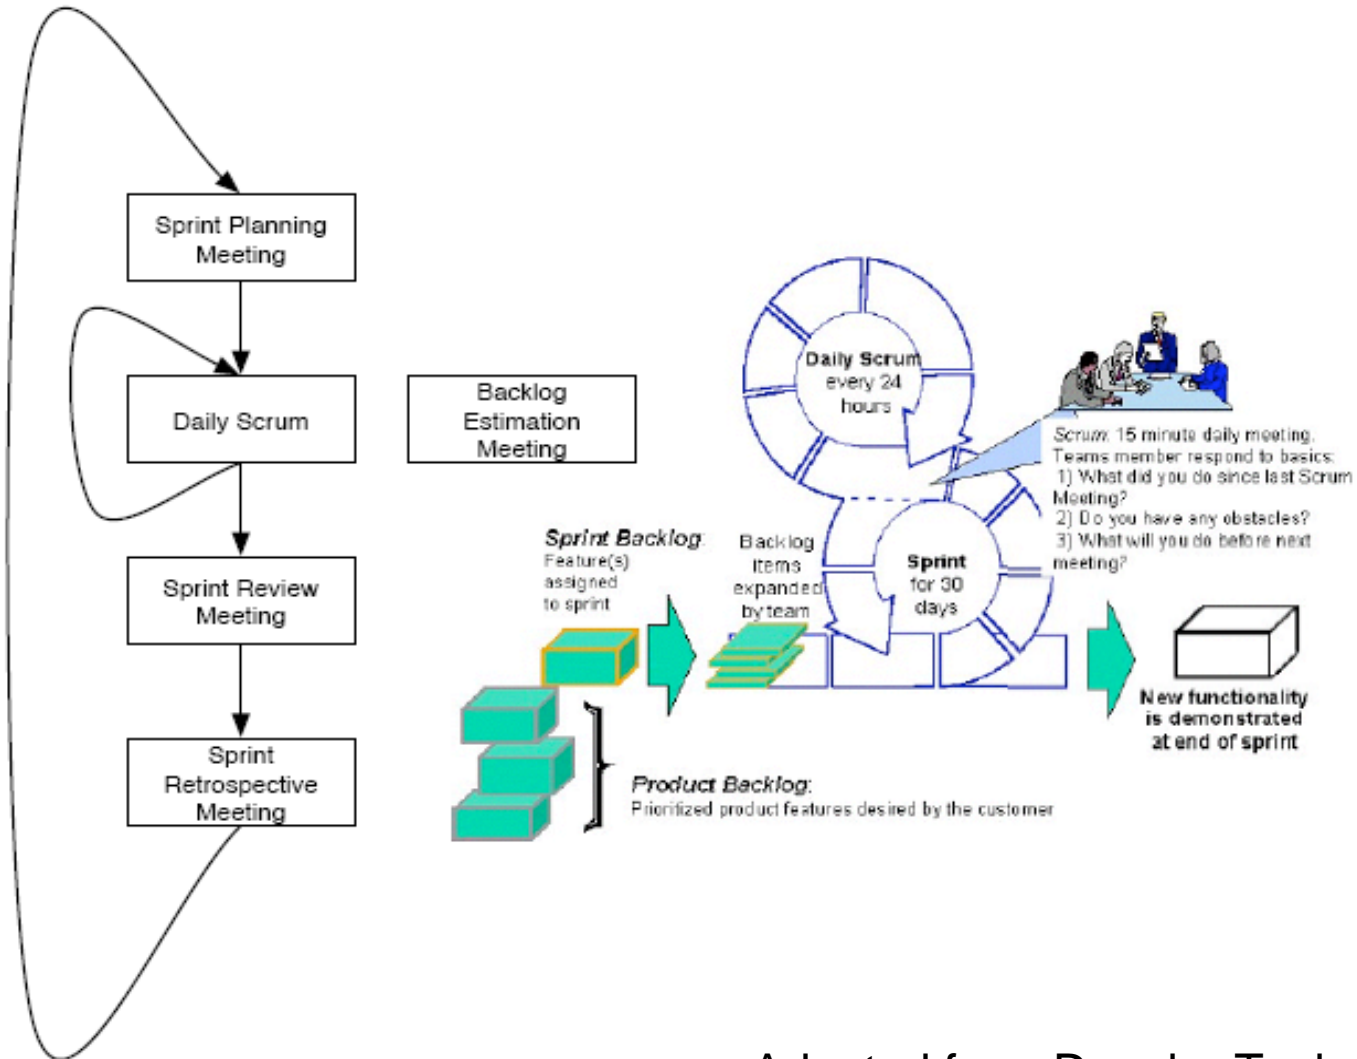 Sprint Planning
Meeting
Daily Scrum
Backlog
Estimation
Meeting
Sprint Review
Meeting
Sprint
Retrospective
Meeting
Daily Scrum
every 24
hours
Scrum: 15 minute daily meeting.
Teams member respond to basics:
1) What did you do since last Scrum
Meeting?
2) Do you have any obstacles?
3) What will you do before next
meeting?
Sprint Backlog:
Feature(s)
assigned
to sprint
Backlog
items
expanded
by team
Sprint
for 30
days
New functionality
is demonstrated
at end of sprint
Product Backlog:
Prioritized product features desired by the customer